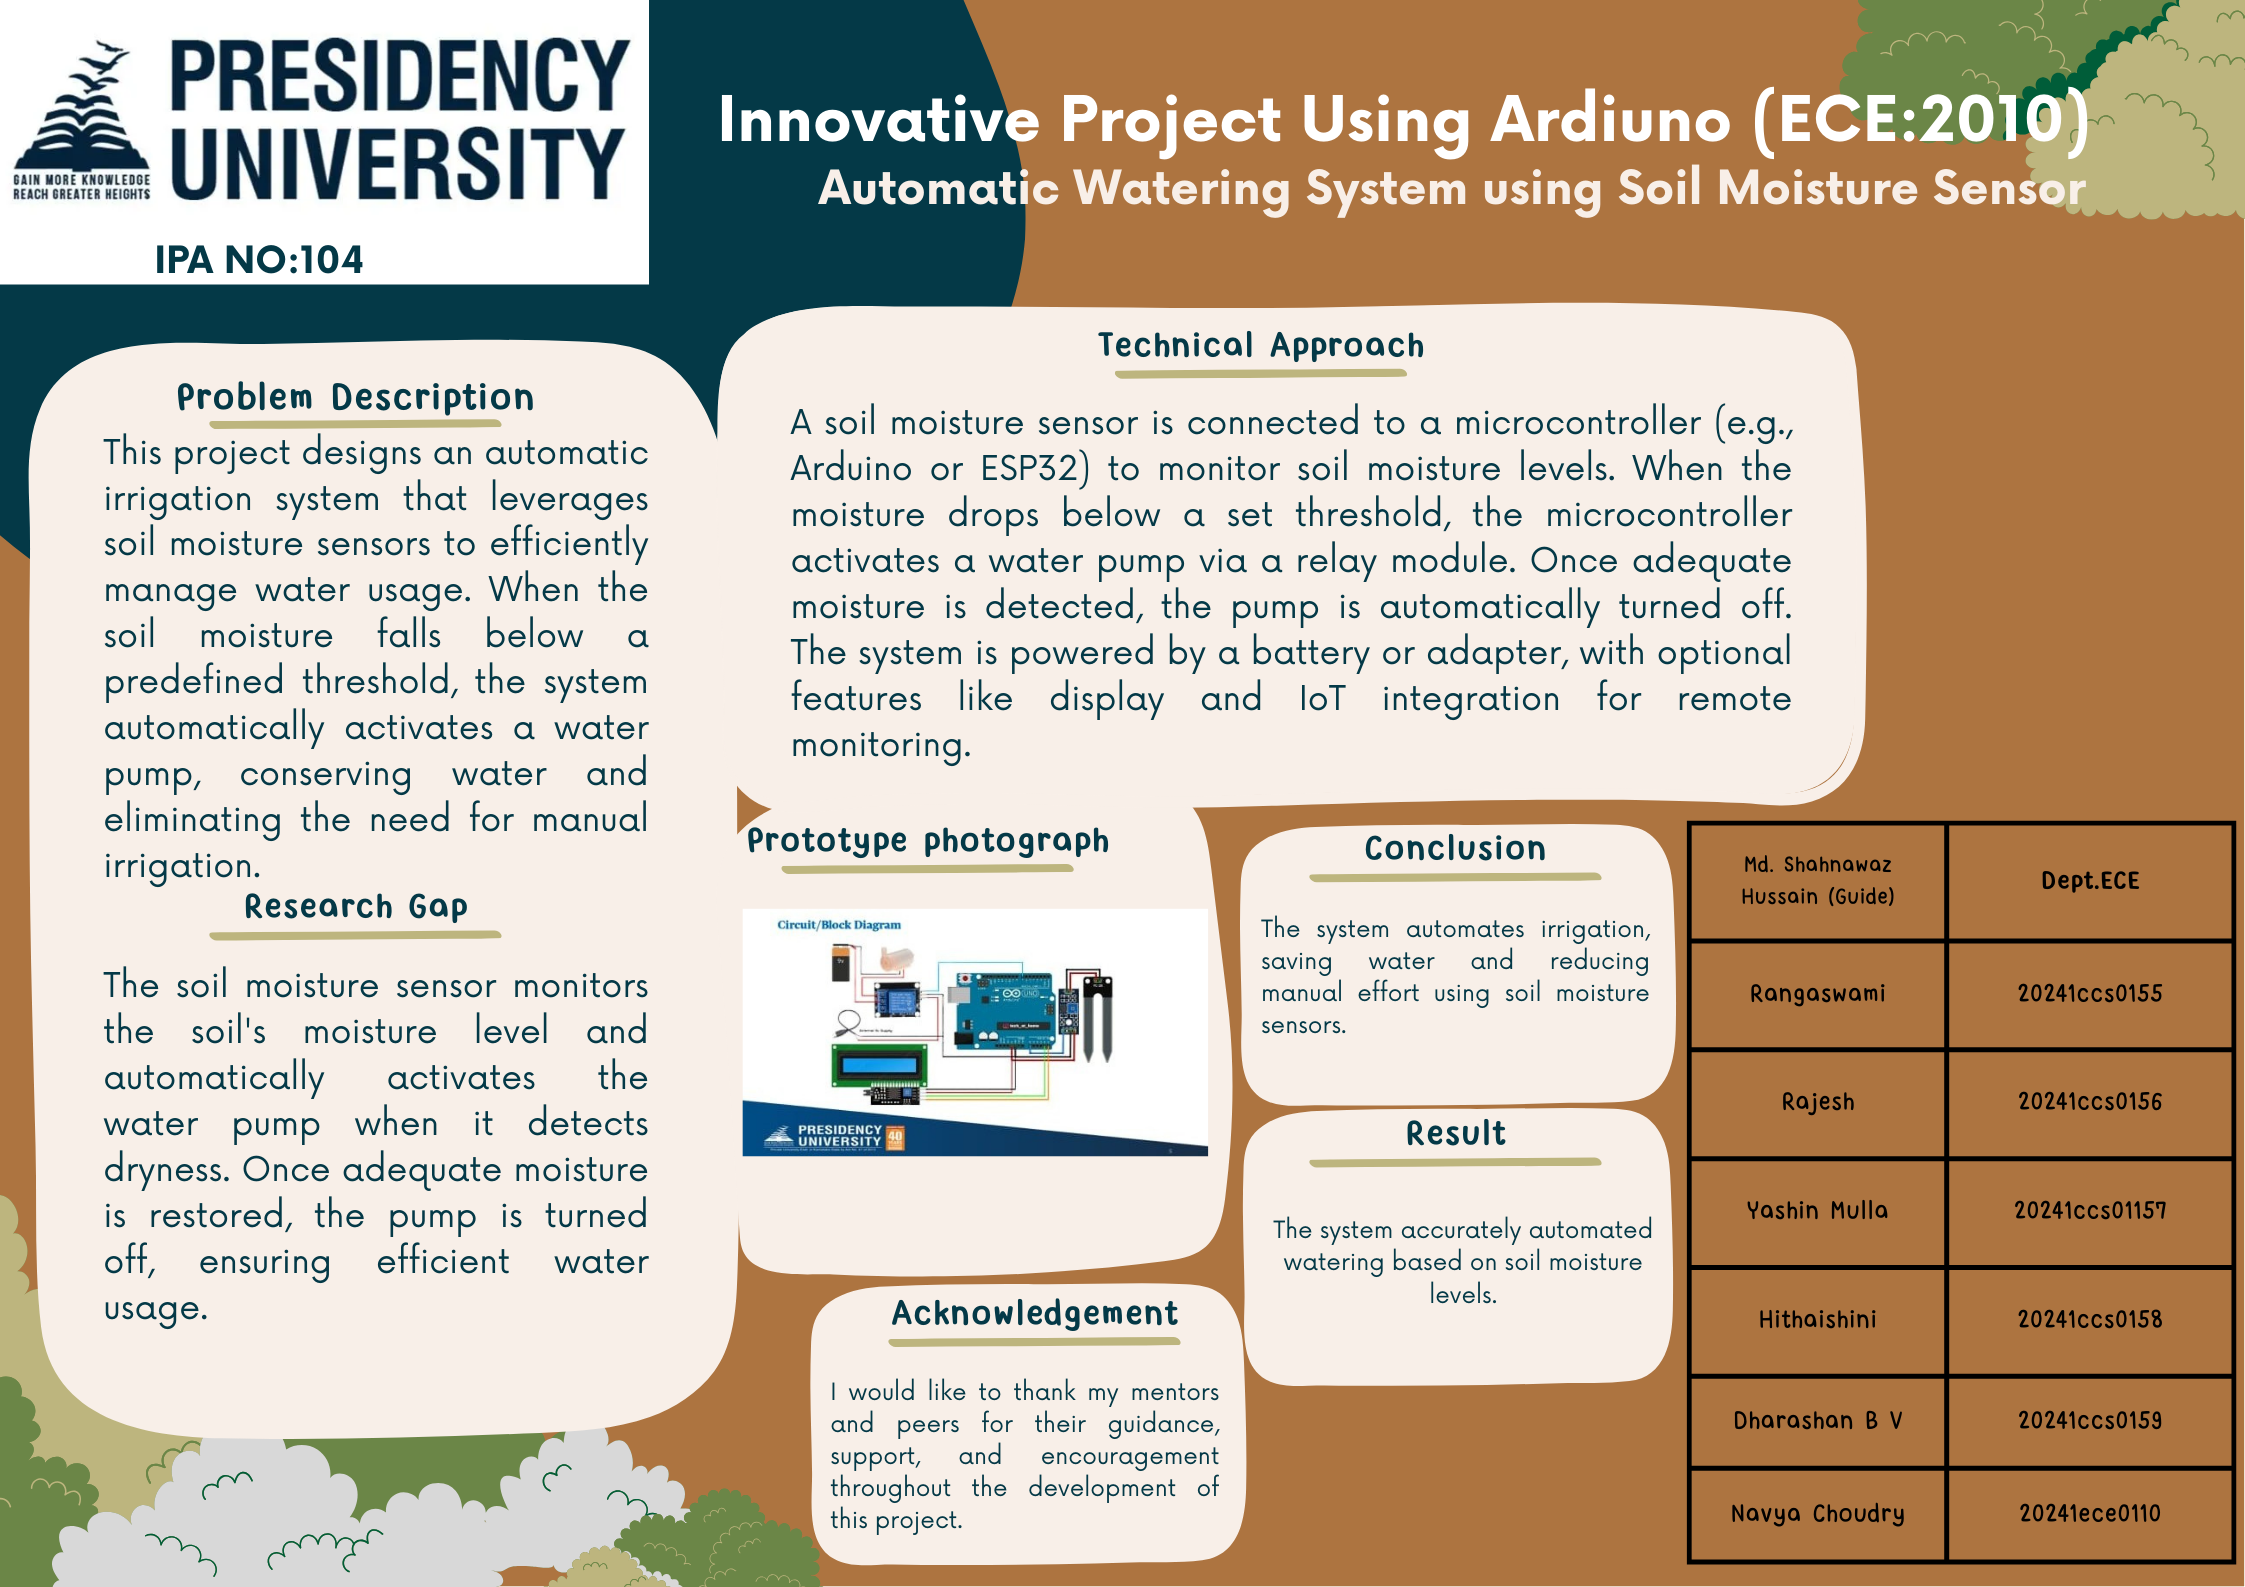 PRESIDENCY
UNIVERSITY
GAIN MORE KNOWLEDGE
REACH GREATER HEIGHTS
IPA NO:104
Innovative Project Using Ardiuno (ECE:2010)
Automatic Watering System using Soil Moisture Sensor
Problem Description
This project designs an automatic
irrigation system that leverages
soil moisture sensors to efficiently
manage water usage. When the
soil moisture falls below a
predefined threshold, the system
automatically activates a water
pump, conserving water and
eliminating the need for manual
irrigation.
Research Gap
The soil moisture sensor monitors
the soil's moisture level and
automatically activates the
water pump when it detects
dryness. Once adequate moisture
is restored, the pump is turned
off, ensuring efficient water
usage.
Technical Approach
A soil moisture sensor is connected to a microcontroller (e.g.,
Arduino or ESP32) to monitor soil moisture levels. When the
moisture drops below a set threshold, the microcontroller
activates a water pump via a relay module. Once adequate
moisture is detected, the pump is automatically turned off.
The system is powered by a battery or adapter, with optional
features like display and IoT integration for remote
monitoring.
Prototype photograph
Circuit/Block Diagram
9V
UNO
PRESIDENCY
UNIVERSITY
40
Acknowledgement
I would like to thank my mentors
and peers for their guidance,
support, and encouragement
throughout the development of
this project.
Conclusion
The system automates irrigation,
saving water and reducing
manual effort using soil moisture
sensors.
Result
The system accurately automated
watering based on soil moisture
levels.
Md. Shahnawaz
Hussain (Guide)
Dept.ECE
Rangaswami 20241ccs0155
Rajesh 20241ccs0156
Yashin Mulla 20241ccs01157
Hithaishini 20241ccs0158
Dharashan B V 20241ccs0159
Navya Choudry 20241ece0110